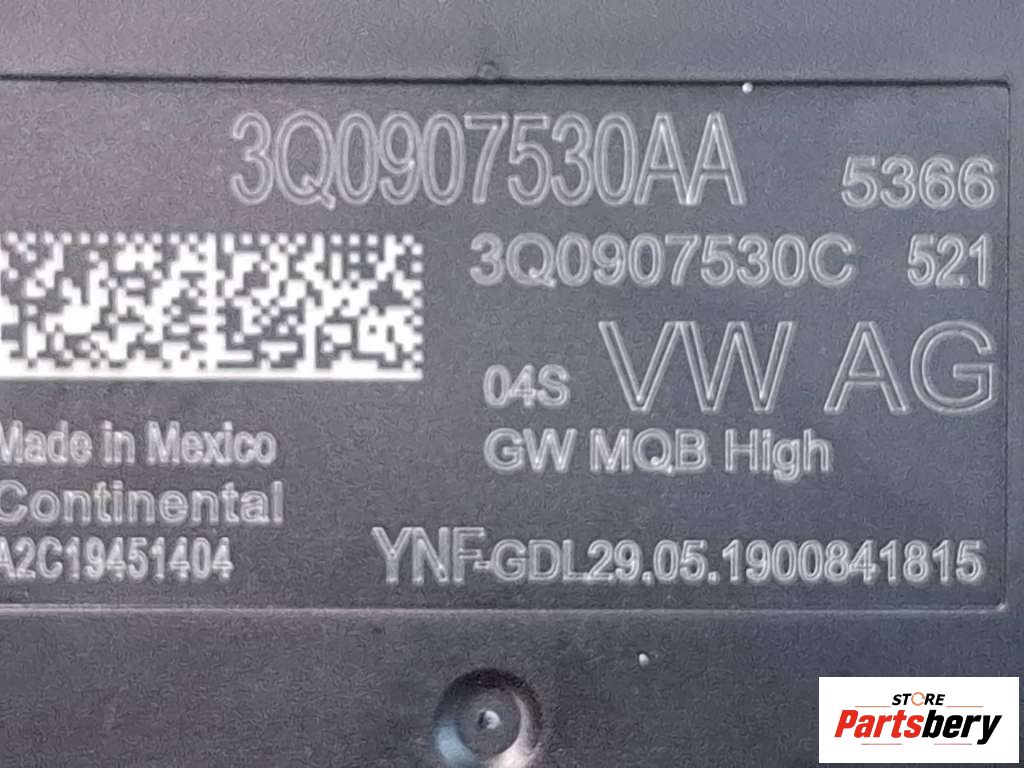 3Q0907530AA 5366
3Q0907530C 521
04S VW AG
GW MQB High
Made in Mexico
Continental
A2C19451404
YNF-GDL29.05.1900841815
STORE
Partsbery